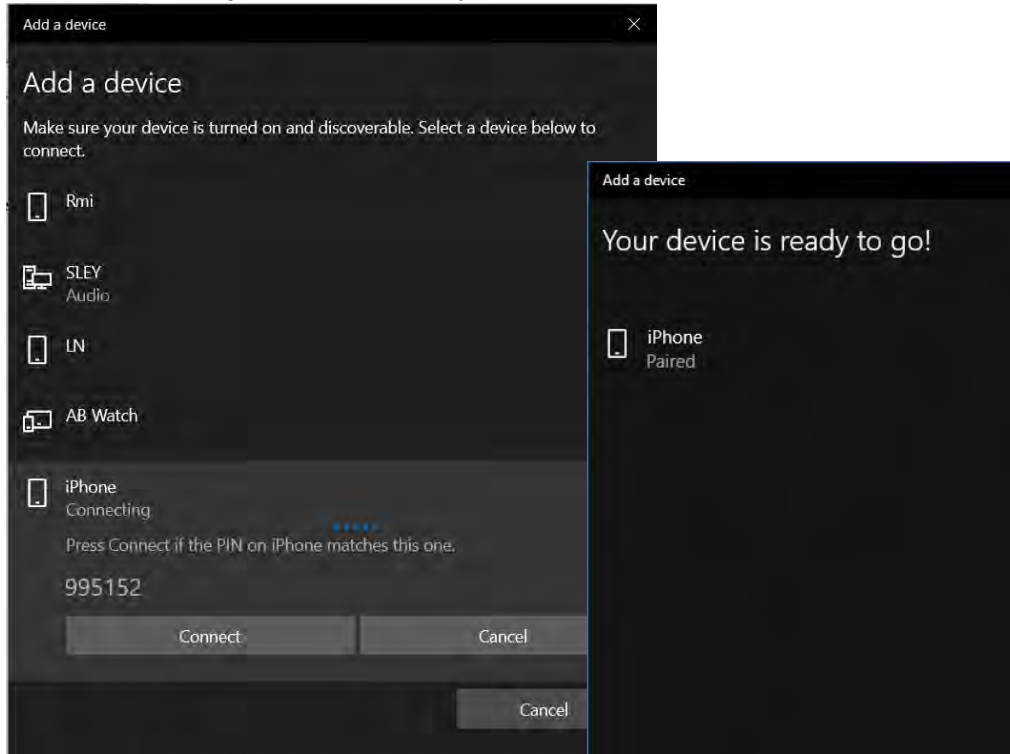 Add a device
Add a device
Make sure your device is turned on and discoverable. Select a device below to
connect.
Rmi
SLEY
Audio
LN
AB Watch
iPhone
Connecting
Press Connect if the PIN on iPhone matches this one.
995152
Connect
Cancel
Cancel
Add a device
Your device is ready to go!
iPhone
Paired